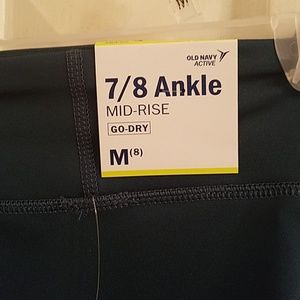 OLD NAVY
ACTIVE
7/8 Ankle
MID-RISE
GO-DRY
M(8)